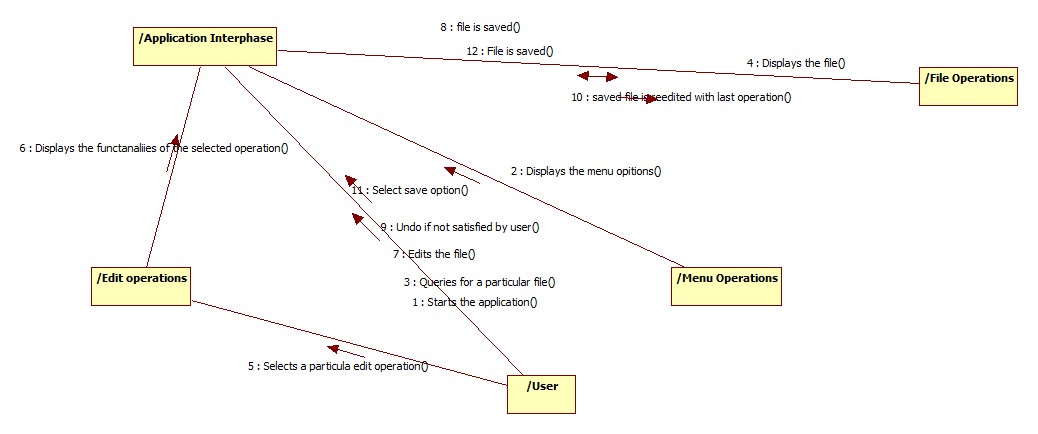 8 : file is saved()
/Application Interphase
12 : File is saved()
4 : Displays the file()
/File Operations
10 : saved file is reedited with last operation()
6 : Displays the functanaliies of the selected operation()
2 : Displays the menu opitions()
11 : Select save option()
9 : Undo if not satisfied by user()
7 : Edits the file()
/Edit operations
3 : Queries for a particular file()
/Menu Operations
1 : Starts the application()
5 : Selects a particula edit operation()
/User